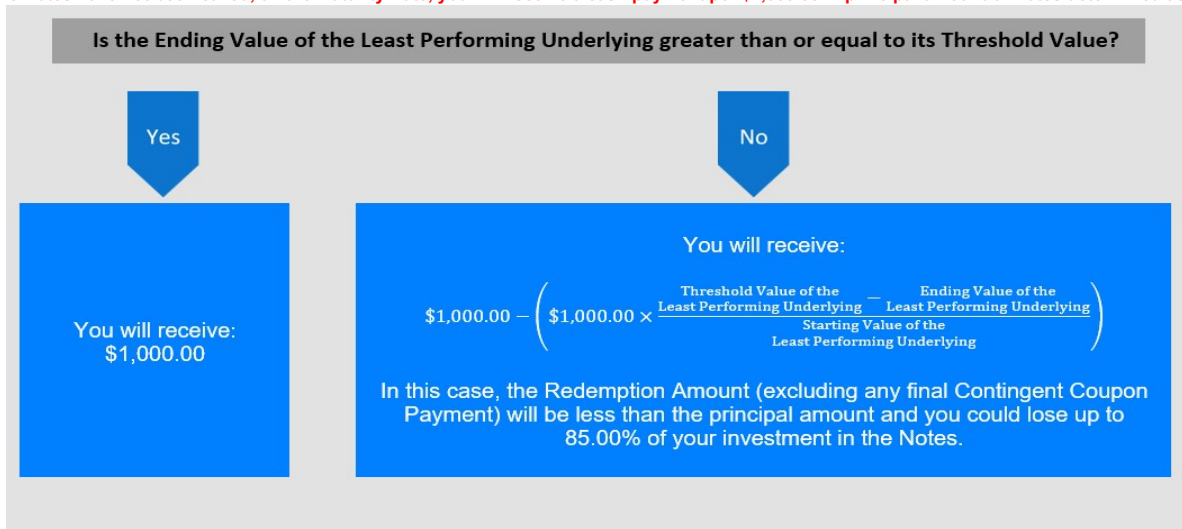 Is the Ending Value of the Least Performing Underlying greater than or equal to its Threshold Value?
Yes
No
You will receive:
$1,000.00
You will receive:
$1,000.00 − ( $1,000.00 × Threshold Value of the Least Performing Underlying − Ending Value of the Least Performing Underlying
Starting Value of the
Least Performing Underlying )
In this case, the Redemption Amount (excluding any final Contingent Coupon
Payment) will be less than the principal amount and you could lose up to
85.00% of your investment in the Notes.